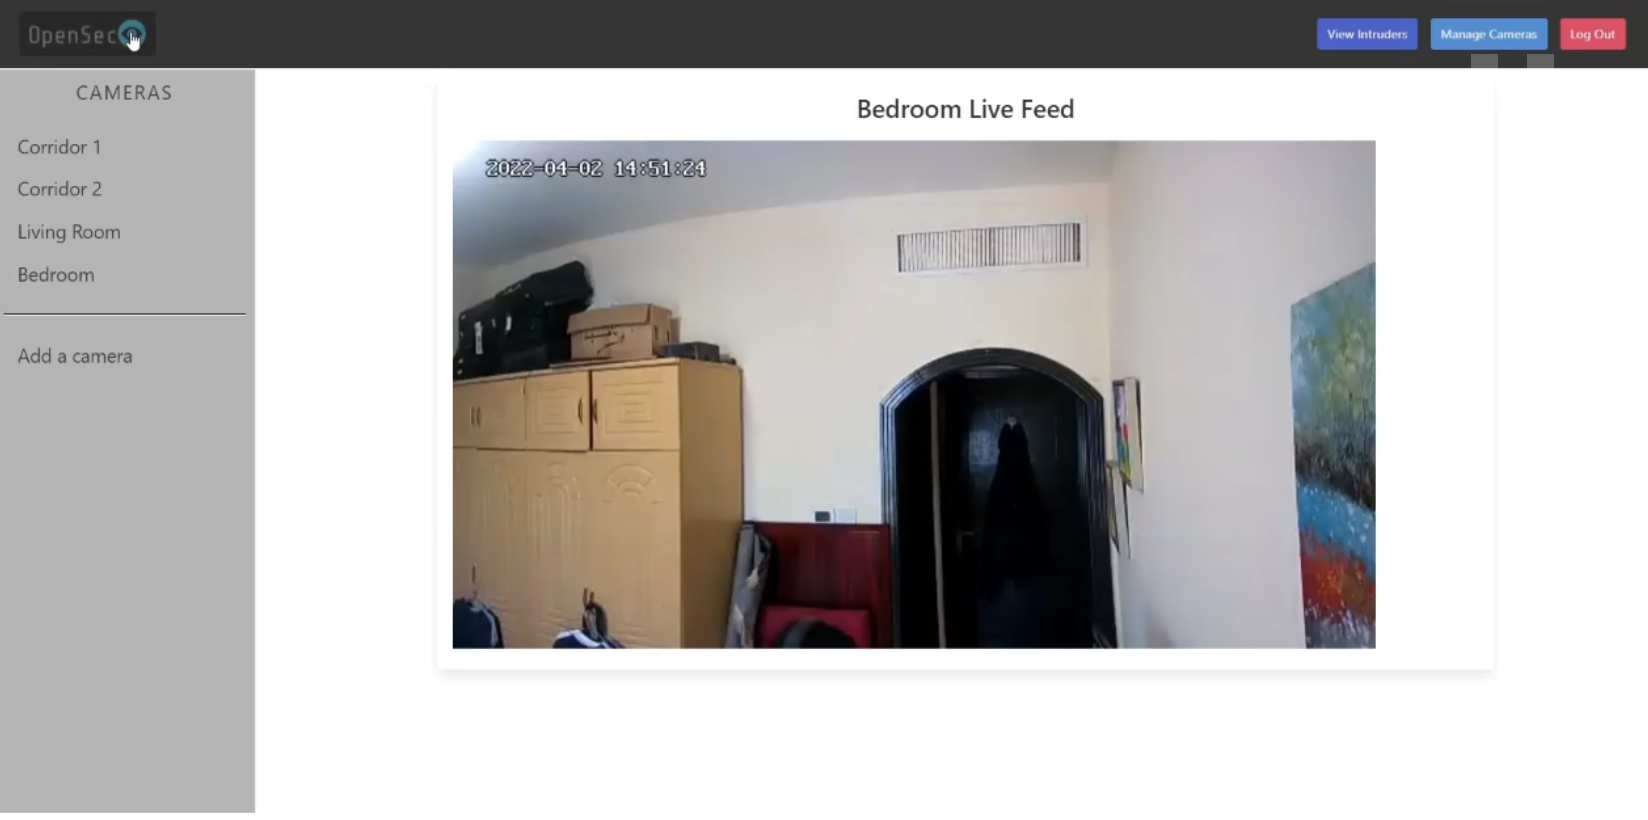 OpenSec
View Intruders
Manage Cameras
Log Out
CAMERAS
Corridor 1
Corridor 2
Living Room
Bedroom
Add a camera
Bedroom Live Feed
2022-04-02 14:51:24